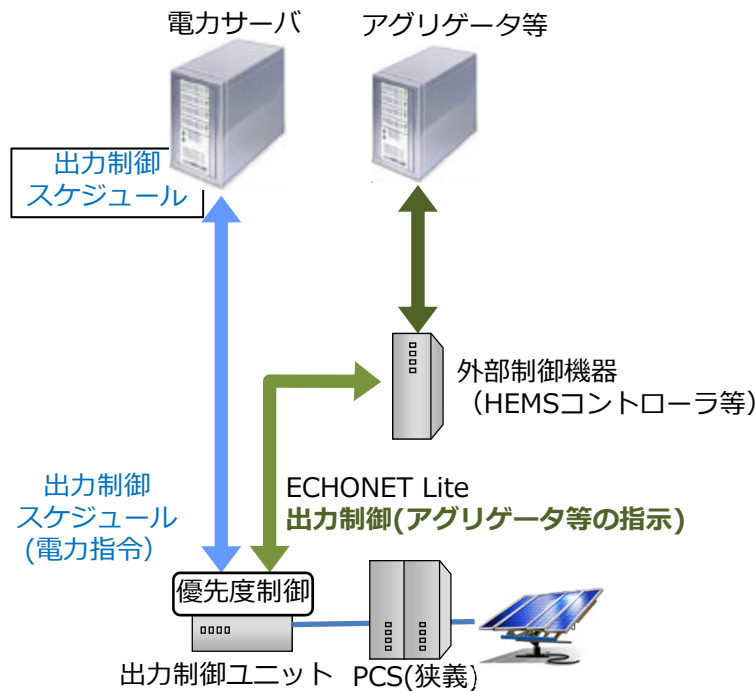 電力サーバ
アグリゲータ等
出力制御
スケジュール
外部制御機器
（HEMSコントローラ等）
出力制御
スケジュール
(電力指令）
ECHONET Lite
出力制御(アグリゲータ等の指示)
優先度制御
出力制御ユニット
PCS(狭義)